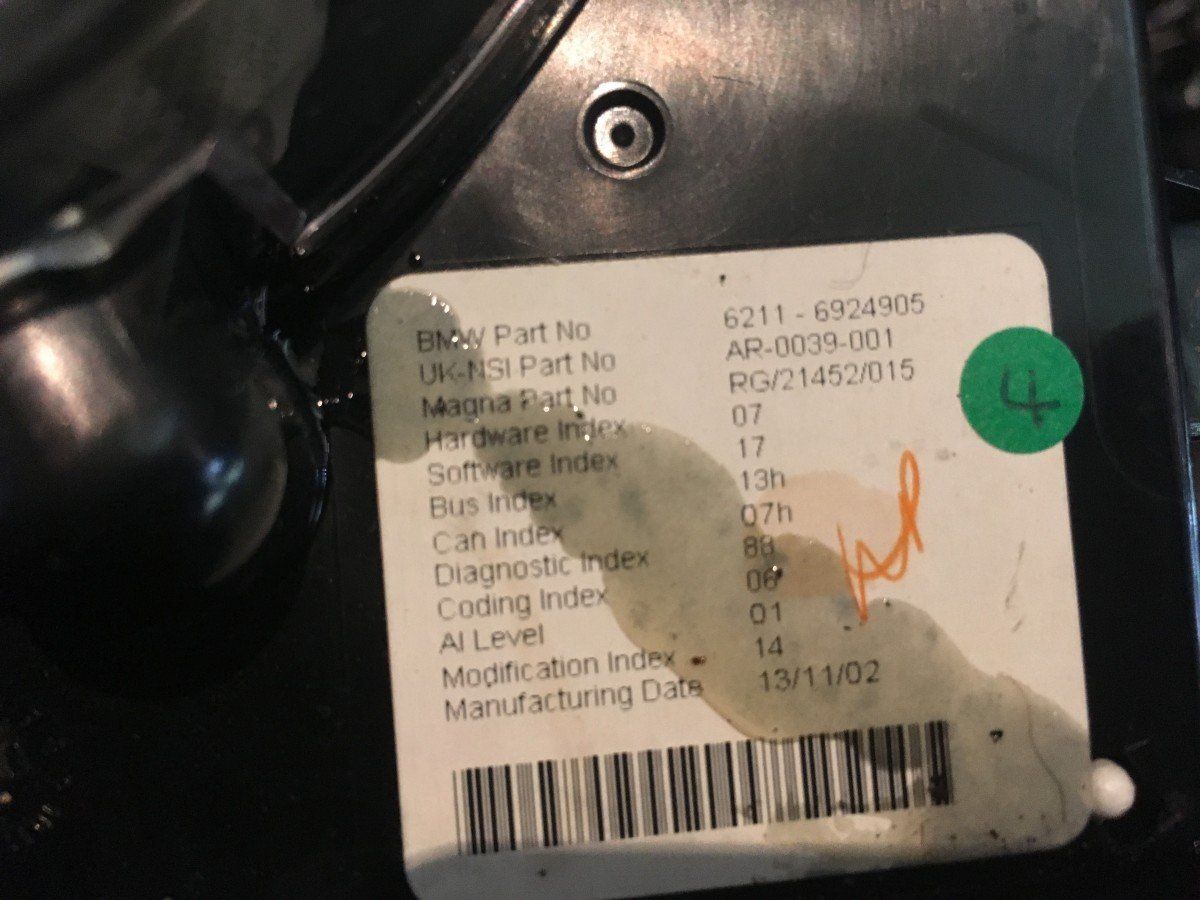 BMW Part No 6211 - 6924905
UK-NSI Part No AR-0039-001
Magna Part No RG/21452/015
Hardware Index 07
Software Index 17
Bus Index 13h
Can Index 07h
Diagnostic Index 88
Coding Index 06
AI Level 01
Modification Index 14
Manufacturing Date 13/11/02
4